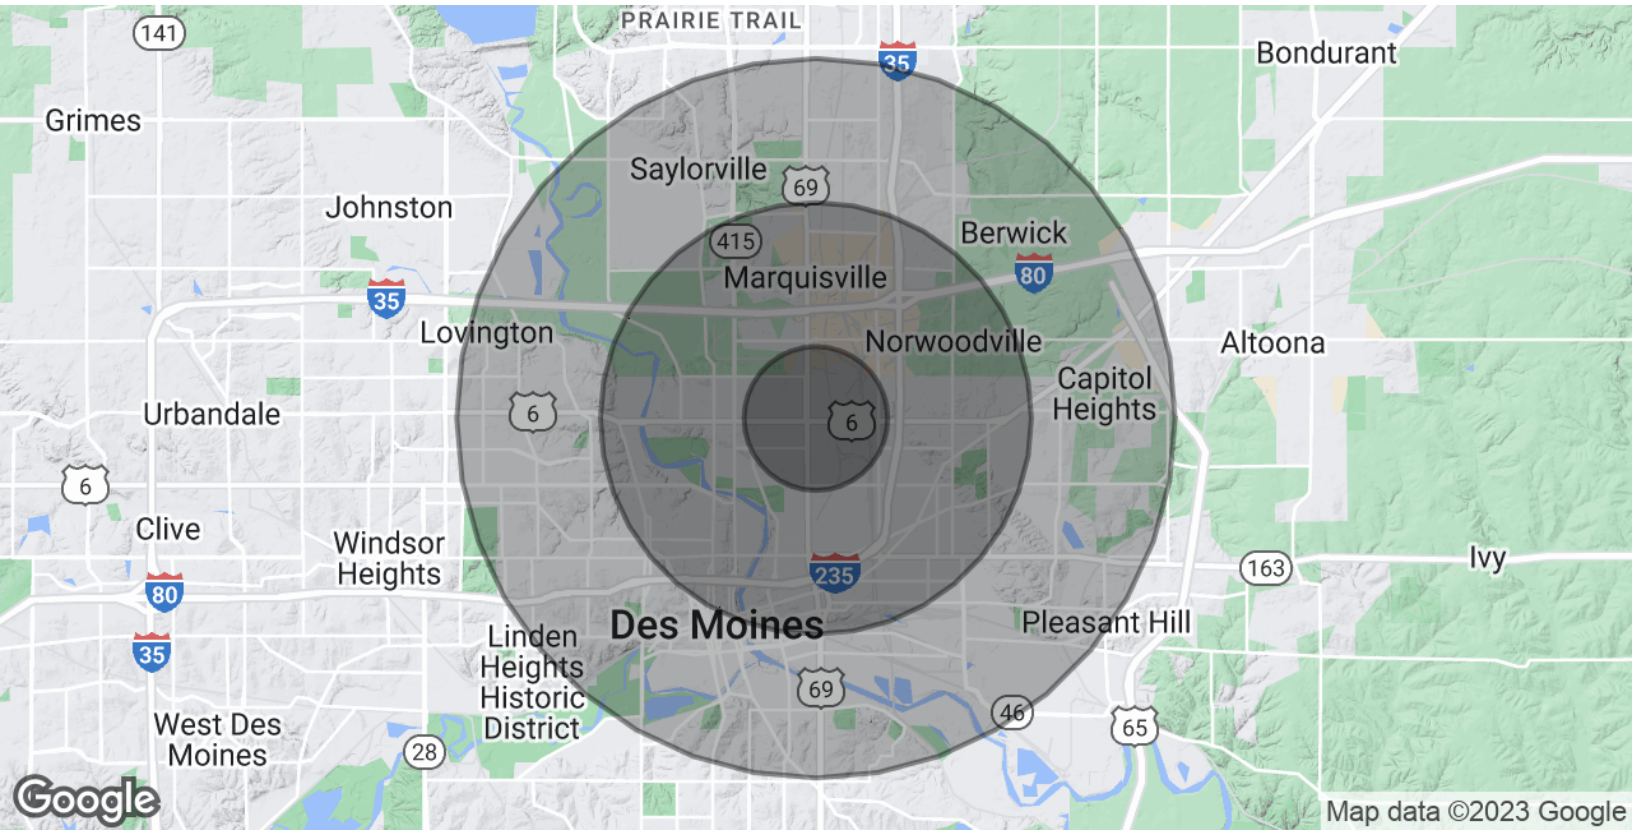 PRAIRIE TRAIL
141
35
Bondurant
Grimes
Saylorville
69
Johnston
415
Berwick
Marquisville
80
35
Lovington
Norwoodville
Altoona
Capitol
Heights
6
6
Urbandale
6
Clive
Windsor
Heights
163
Ivy
235
80
Des Moines
Pleasant Hill
35
Linden
Heights
Historic
District
69
46
65
West Des
Moines
28
Google
Map data ©2023 Google